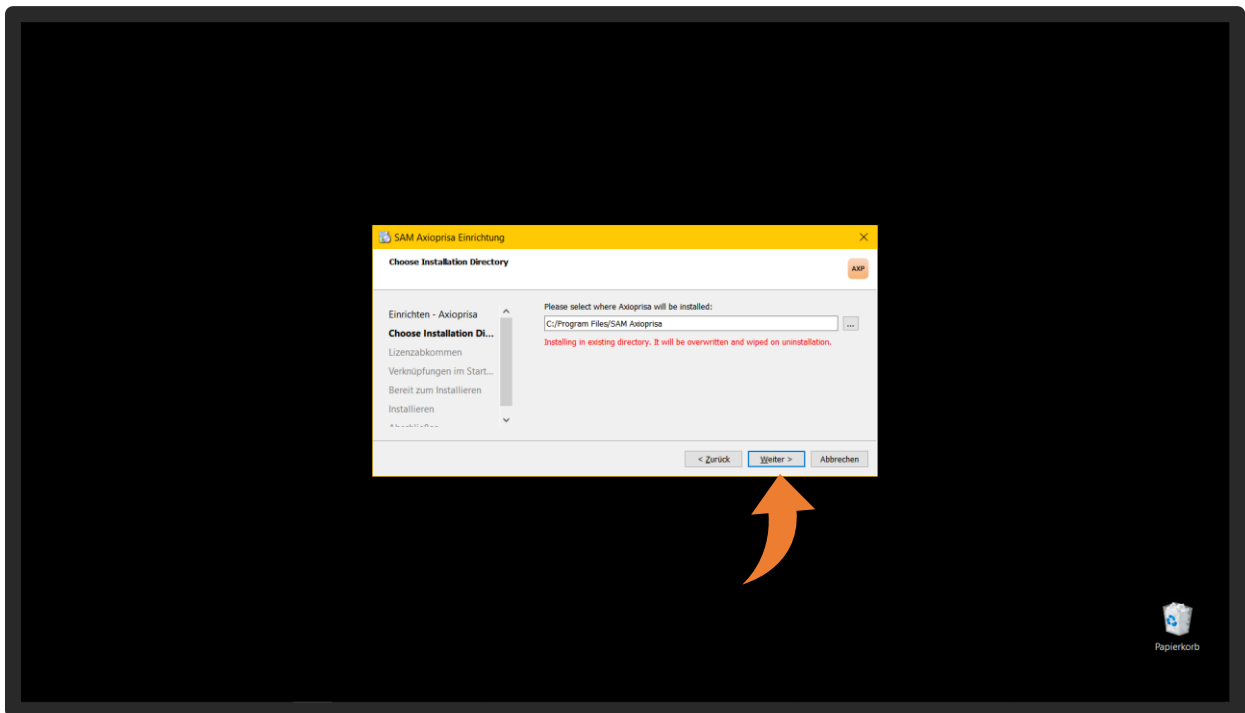 SAM Axioprisa Einrichtung
Choose Installation Directory
AXP
Einrichten - Axioprisa
Choose Installation Di...
Lizenzabkommen
Verknüpfungen im Start...
Bereit zum Installieren
Installieren
Please select where Axioprisa will be installed:
C:/Program Files/SAM Axioprisa
...
Installing in existing directory. It will be overwritten and wiped on uninstallation.
< Zurück
Weiter >
Abbrechen
Papierkorb